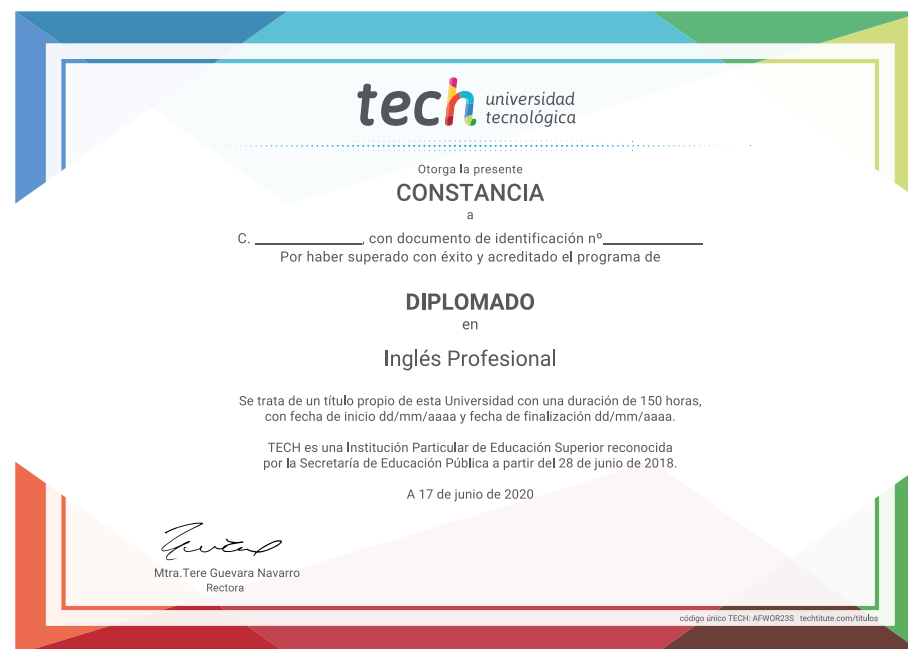 tech universidad
tecnológica
Otorga la presente
CONSTANCIA
a
C. ______________, con documento de identificación nº_____________
Por haber superado con éxito y acreditado el programa de
DIPLOMADO
en
Inglés Profesional
Se trata de un título propio de esta Universidad con una duración de 150 horas,
con fecha de inicio dd/mm/aaaa y fecha de finalización dd/mm/aaaa.
TECH es una Institución Particular de Educación Superior reconocida
por la Secretaría de Educación Pública a partir del 28 de junio de 2018.
A 17 de junio de 2020
Mtra.Tere Guevara Navarro
Rectora
código único TECH: AFWOR23S techtitute.com/titulos